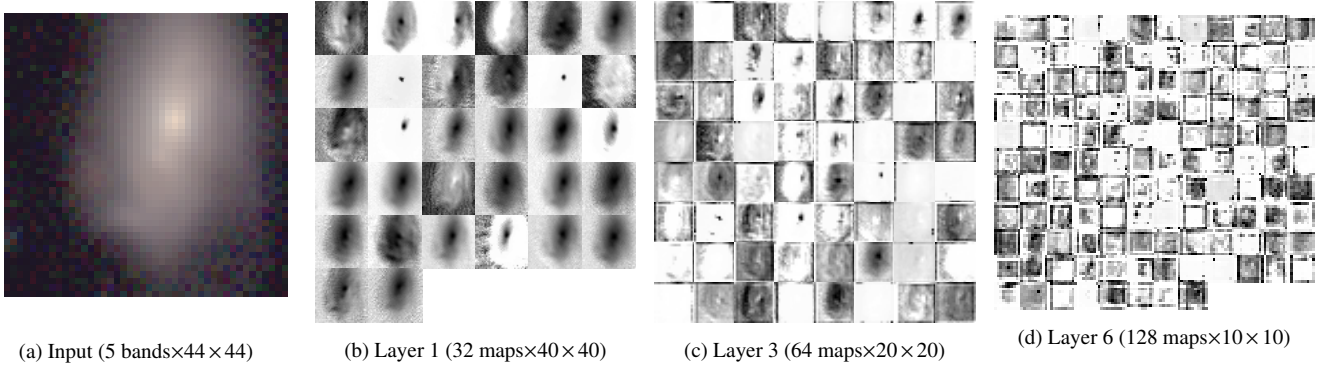 (a) Input (5 bands×44×44)
(b) Layer 1 (32 maps×40×40)
(c) Layer 3 (64 maps×20×20)
(d) Layer 6 (128 maps×10×10)